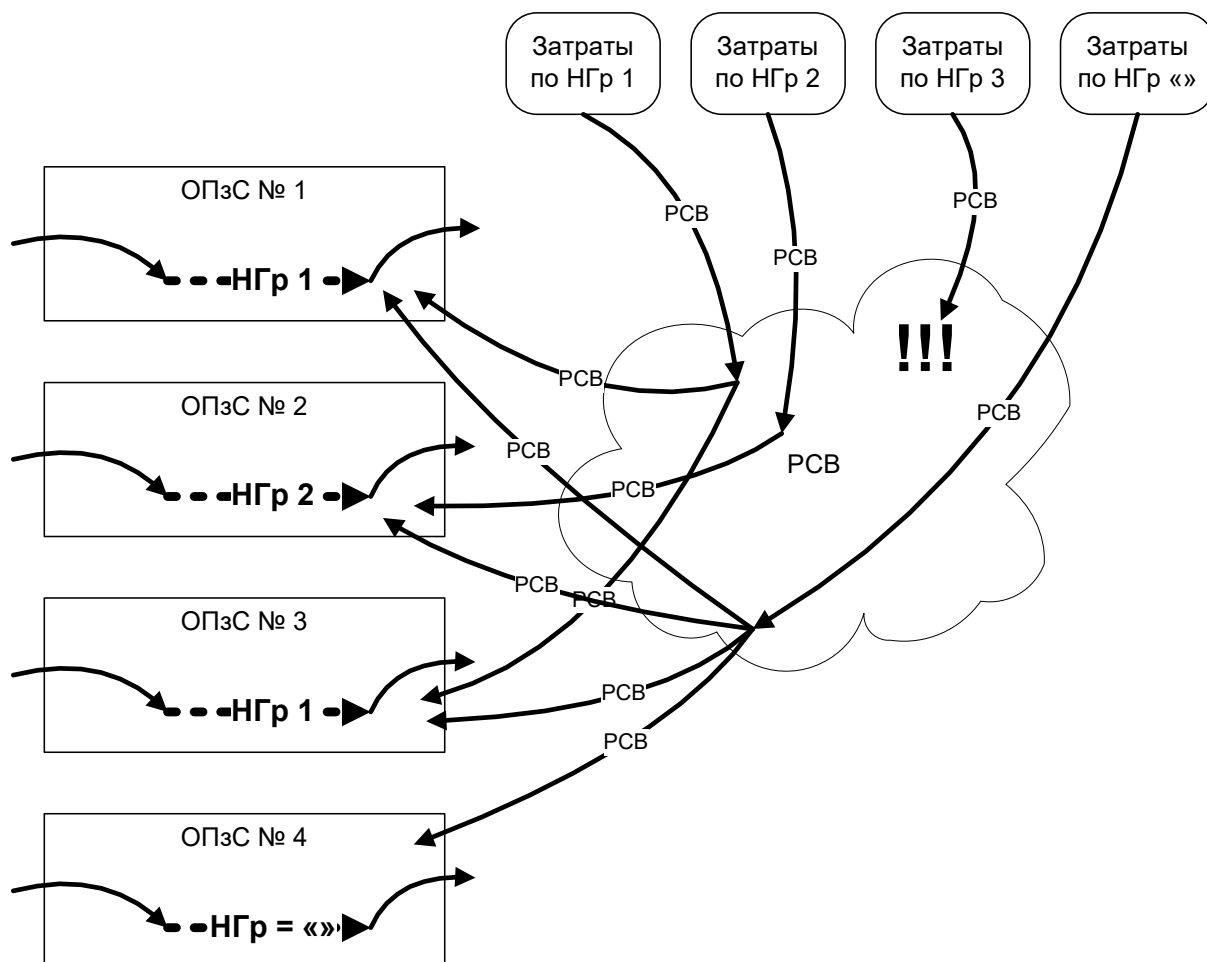 Затраты
по НГр 1
Затраты
по НГр 2
Затраты
по НГр 3
Затраты
по НГр «»
ОПзС № 1
РСВ
РСВ
РСВ
НГр 1
РСВ
!!!
РСВ
ОПзС № 2
РСВ
РСВ
НГр 2
РСВ
РСВ
РСВ
РСВ
ОПзС № 3
РСВ
НГр 1
РСВ
ОПзС № 4
НГр = «»